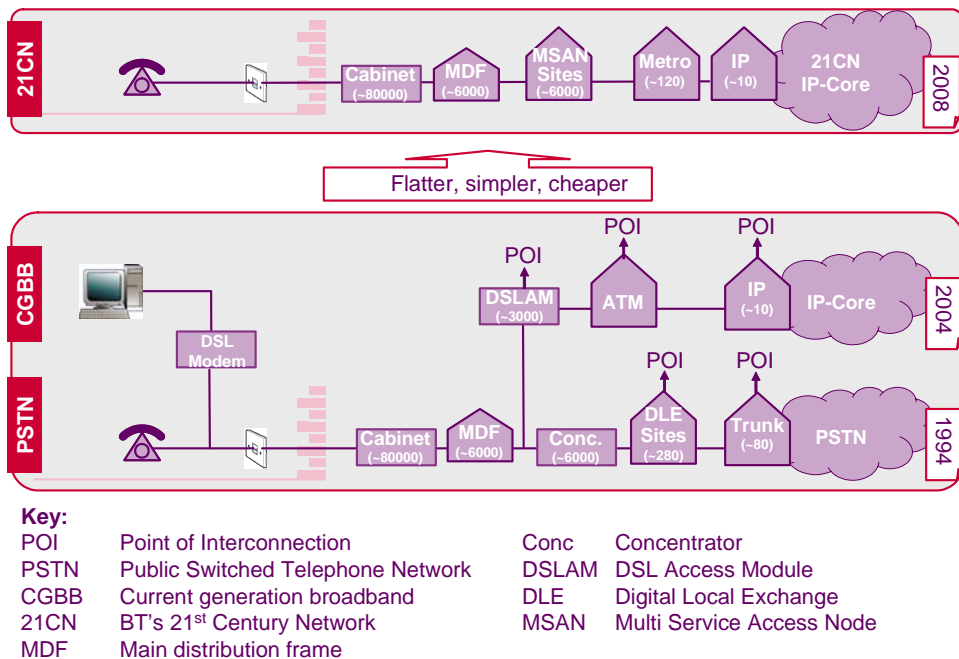 21CN
Cabinet
(~80000)
MDF
(~6000)
MSAN
Sites
(~6000)
Metro
(~120)
IP
(~10)
21CN
IP-Core
2008
Flatter, simpler, cheaper
CGBB
DSL
Modem
POI
DSLAM
(~3000)
POI
ATM
POI
IP
(~10)
IP-Core
2004
PSTN
Cabinet
(~80000)
MDF
(~6000)
Conc.
(~6000)
POI
DLE
Sites
(~280)
POI
Trunk
(~80)
PSTN
1994
Key:
POI Point of Interconnection
PSTN Public Switched Telephone Network
CGBB Current generation broadband
21CN BT's 21st Century Network
MDF Main distribution frame
Conc Concentrator
DSLAM DSL Access Module
DLE Digital Local Exchange
MSAN Multi Service Access Node